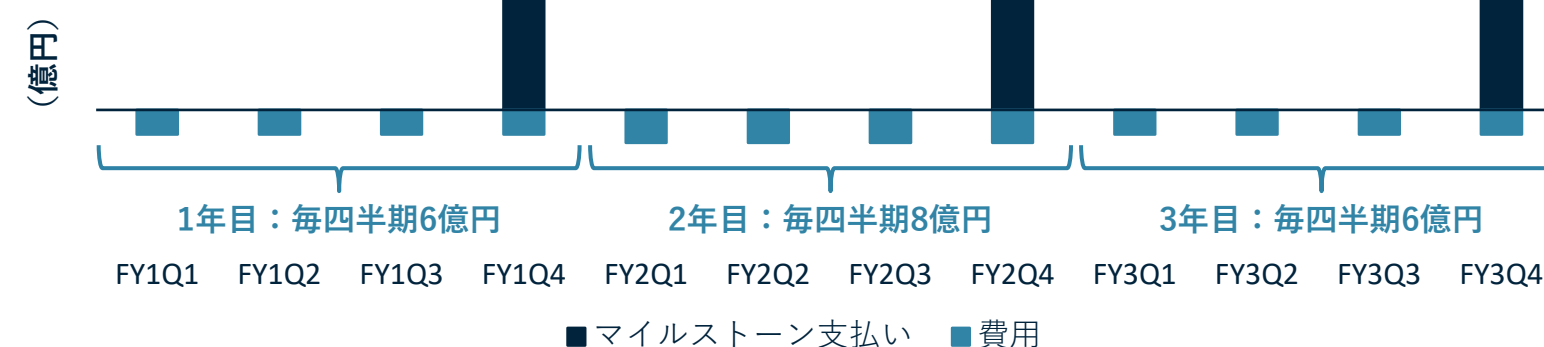 （億円）
1年目：毎四半期6億円
2年目：毎四半期8億円
3年目：毎四半期6億円
FY1Q1 FY1Q2 FY1Q3 FY1Q4 FY2Q1 FY2Q2 FY2Q3 FY2Q4 FY3Q1 FY3Q2 FY3Q3 FY3Q4
マイルストーン支払い 費用